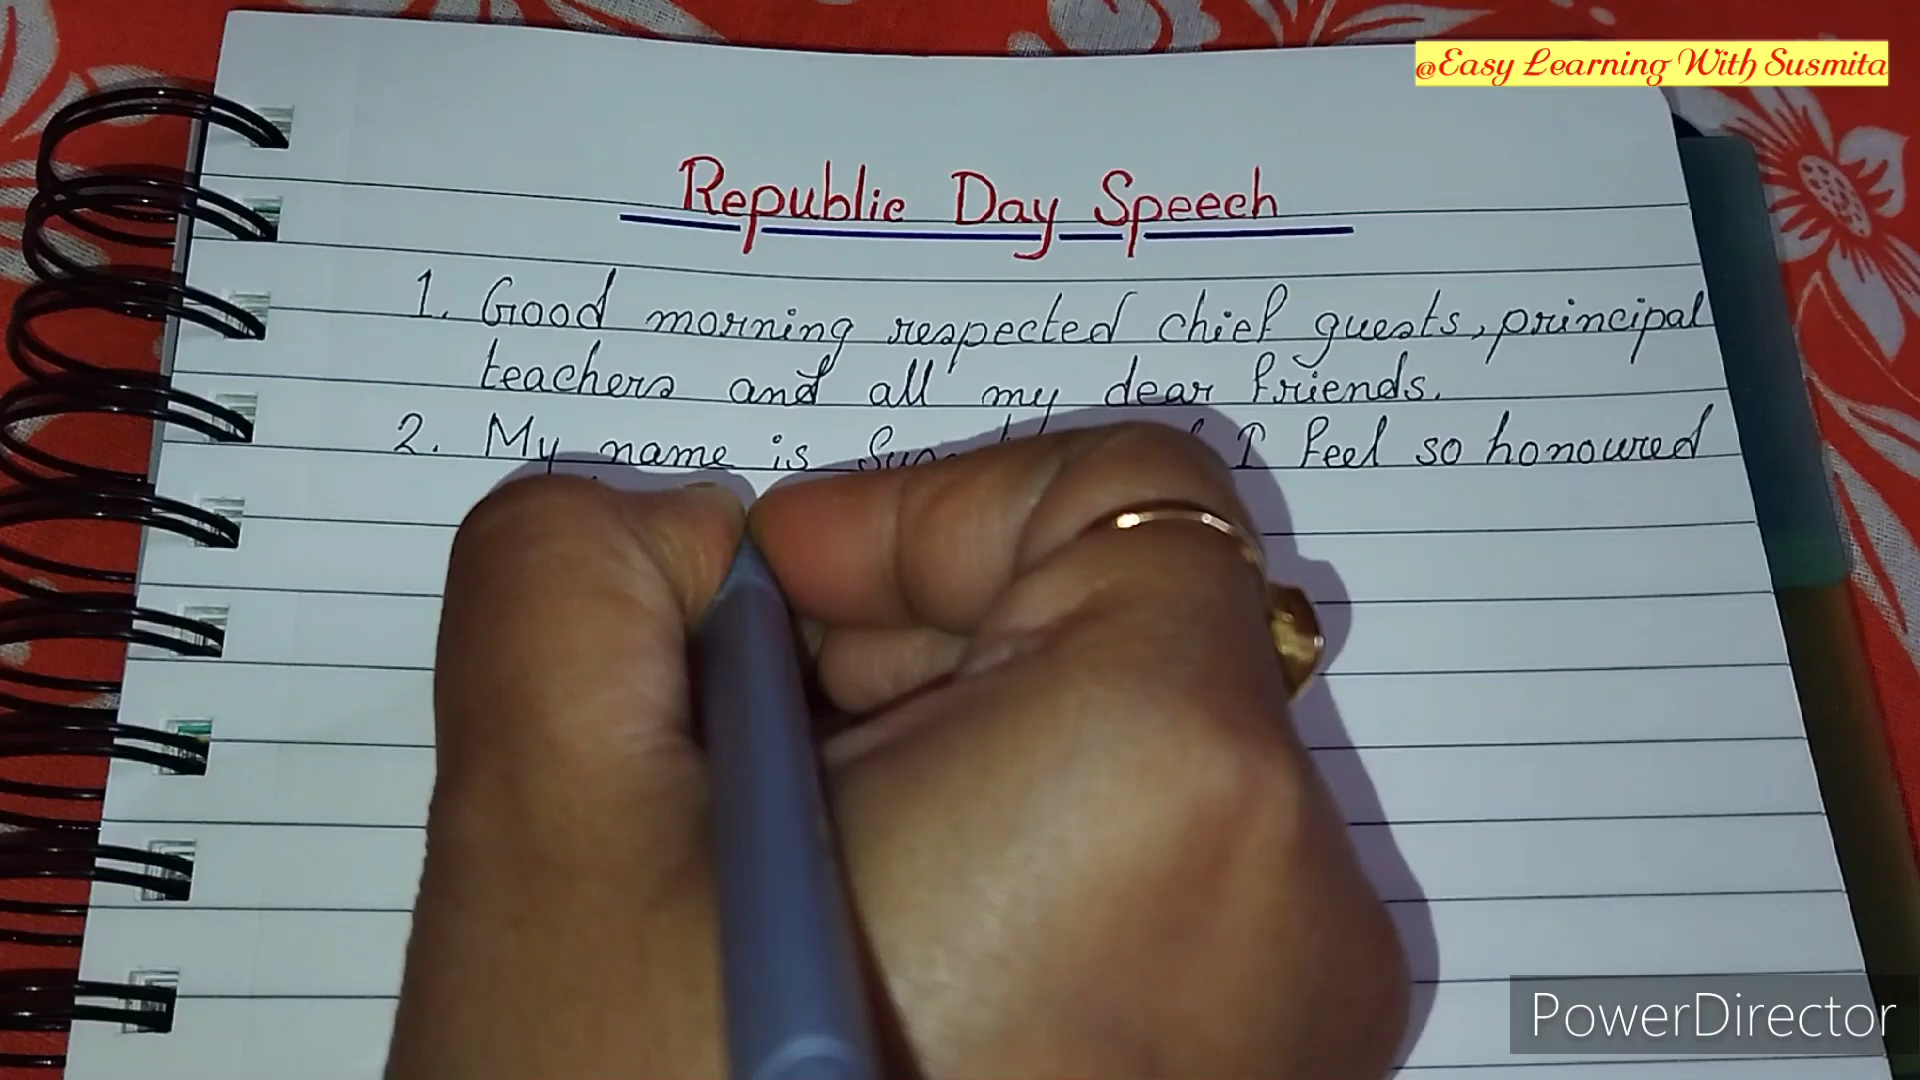 @Easy Learning With Susmita
Republic Day Speech
1. Good morning respected chief guests, principal
teachers and all my dear friends.
2. My name is I feel so honoured
PowerDirector